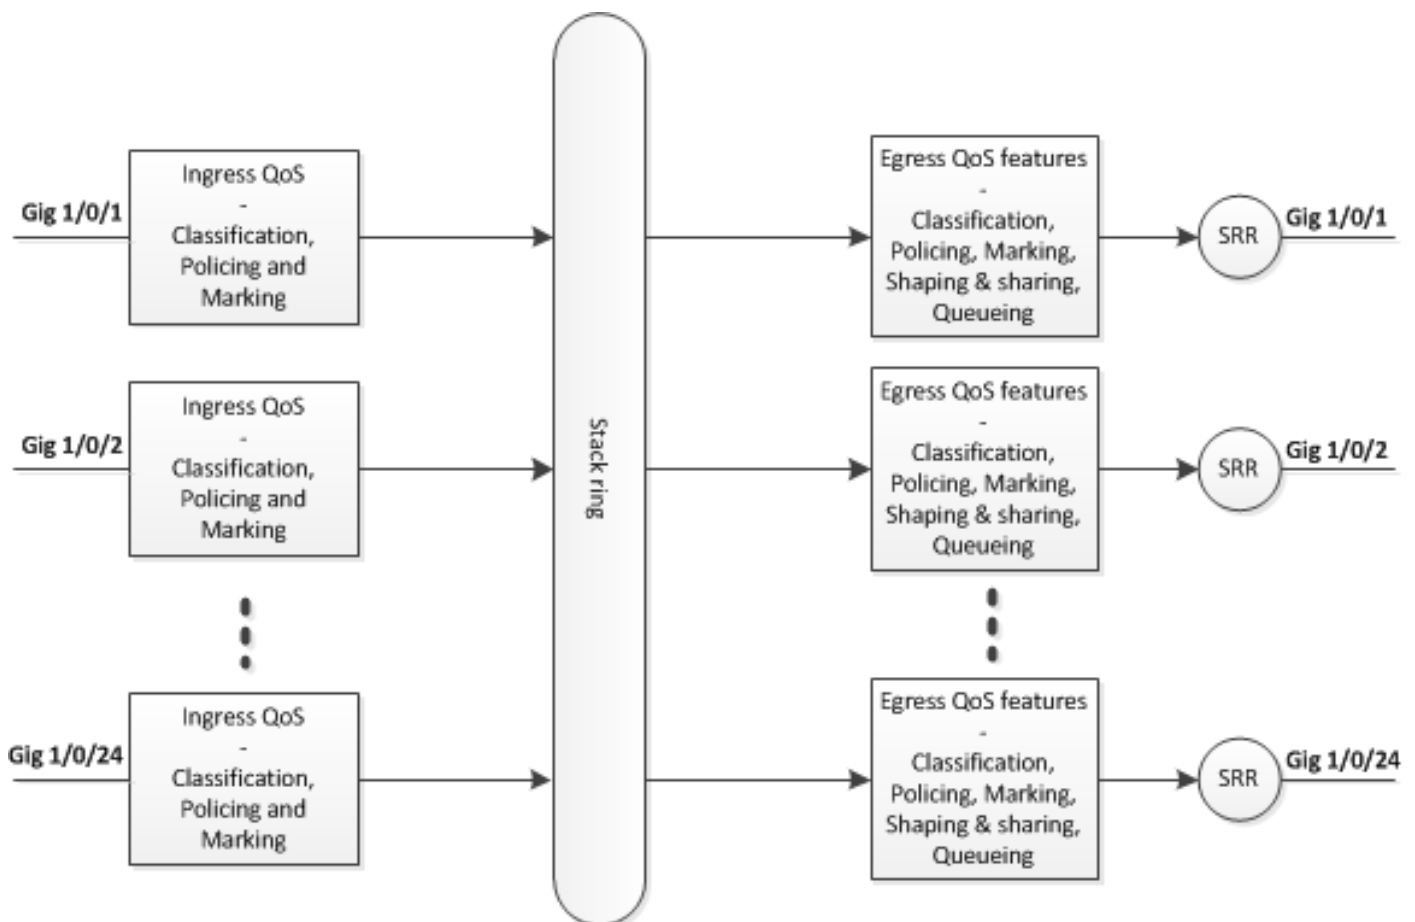 Gig 1/0/1
Ingress QoS
-
Classification,
Policing and
Marking
Egress QoS features
-
Classification,
Policing, Marking,
Shaping & sharing,
Queueing
SRR
Gig 1/0/1
Gig 1/0/2
Ingress QoS
-
Classification,
Policing and
Marking
Stack ring
Egress QoS features
-
Classification,
Policing, Marking,
Shaping & sharing,
Queueing
SRR
Gig 1/0/2
Gig 1/0/24
Ingress QoS
-
Classification,
Policing and
Marking
Egress QoS features
-
Classification,
Policing, Marking,
Shaping & sharing,
Queueing
SRR
Gig 1/0/24